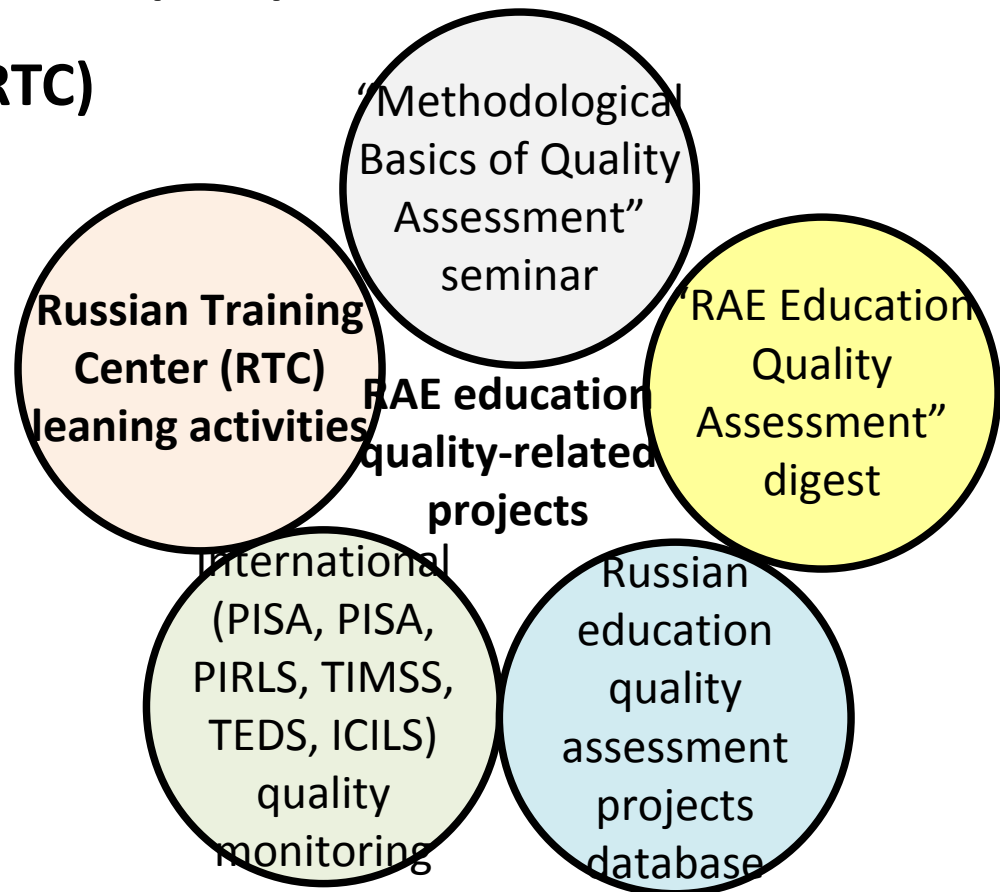 RTC)
“Methodological
Basics of Quality
Assessment”
seminar
Russian Training
Center (RTC)
leaning activities
“RAE Education
Quality
Assessment”
digest
RAE education
quality-related
projects
International
(PISA, PISA,
PIRLS, TIMSS,
TEDS, ICILS)
quality
monitoring
Russian
education
quality
assessment
projects
database